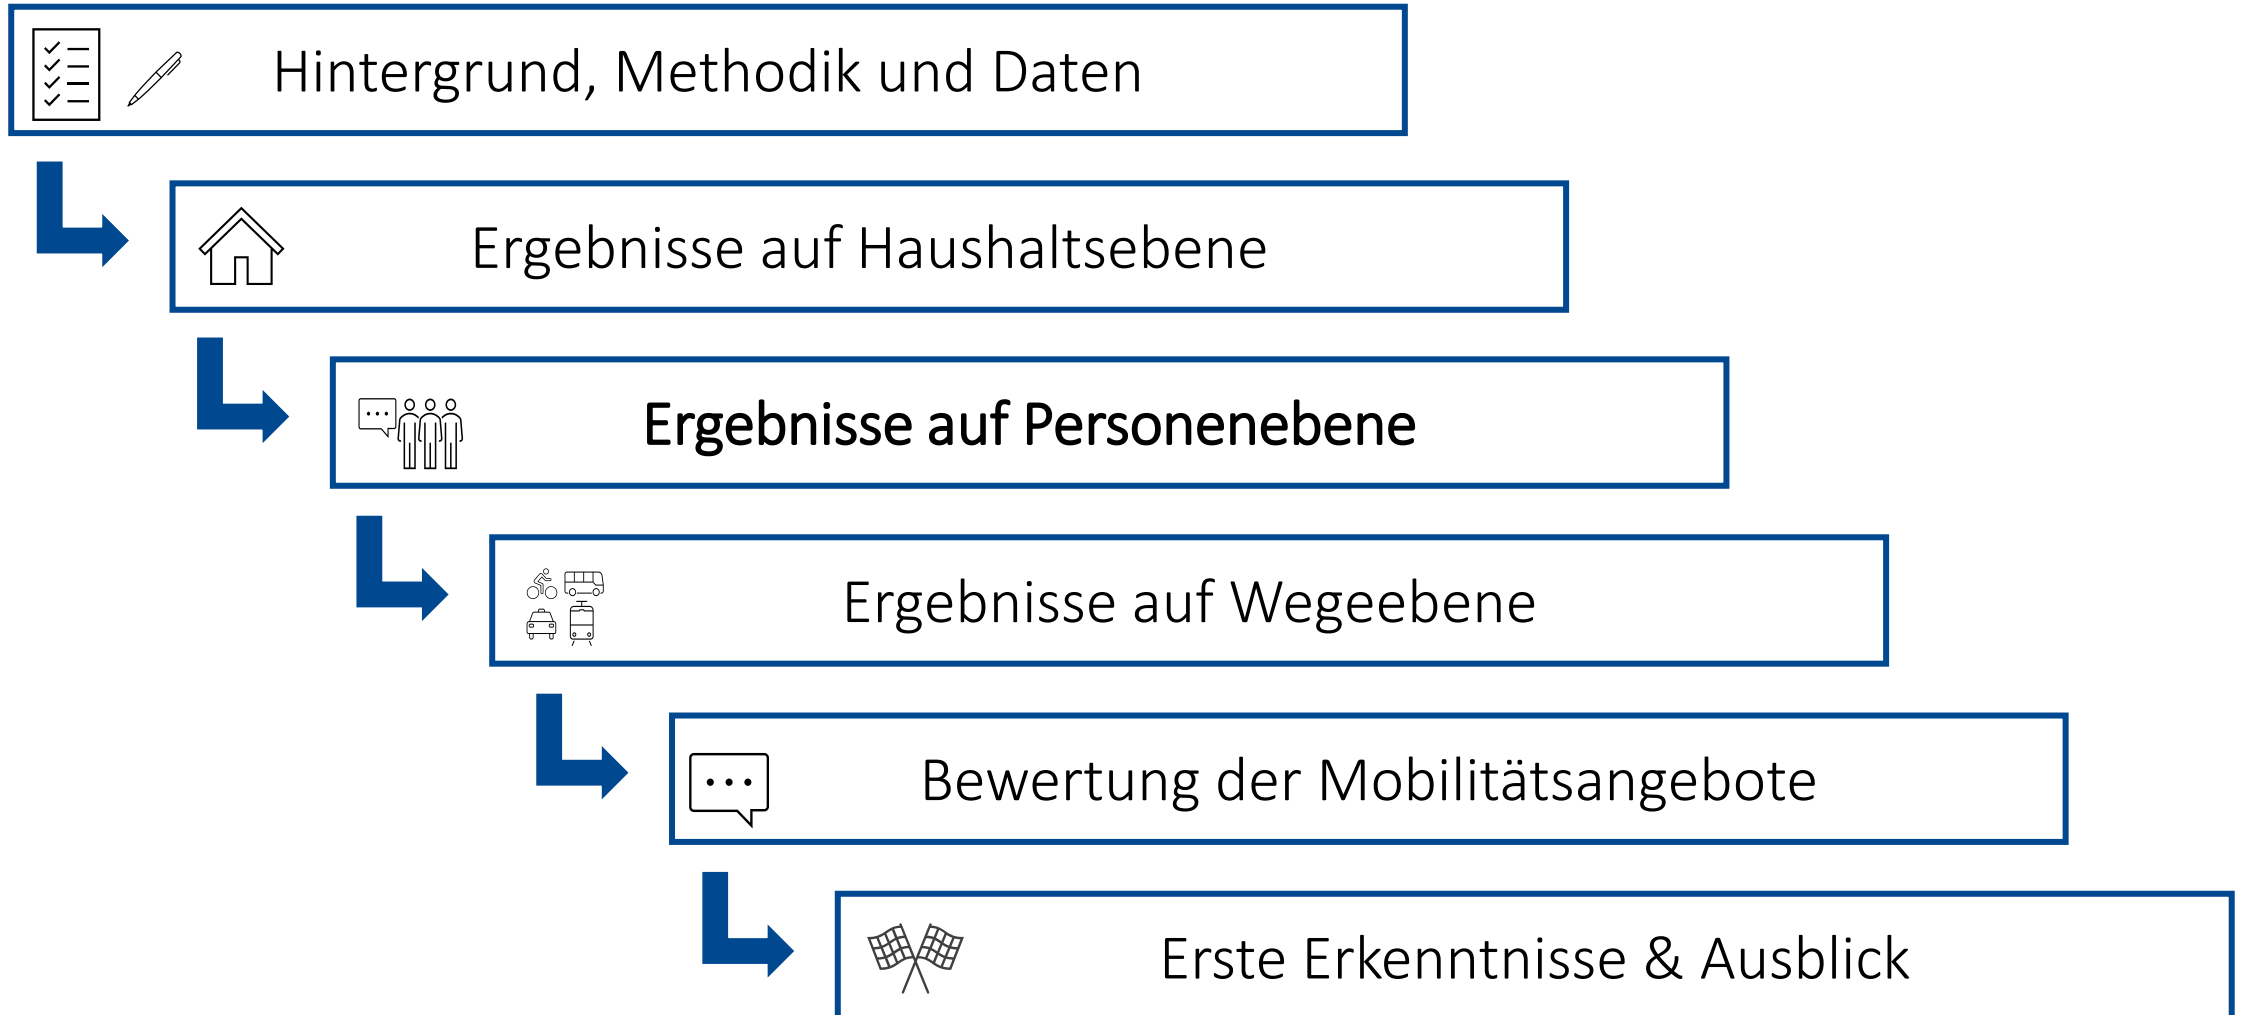 Hintergrund, Methodik und Daten
Ergebnisse auf Haushaltsebene
Ergebnisse auf Personenebene
Ergebnisse auf Wegeebene
Bewertung der Mobilitätsangebote
Erste Erkenntnisse & Ausblick